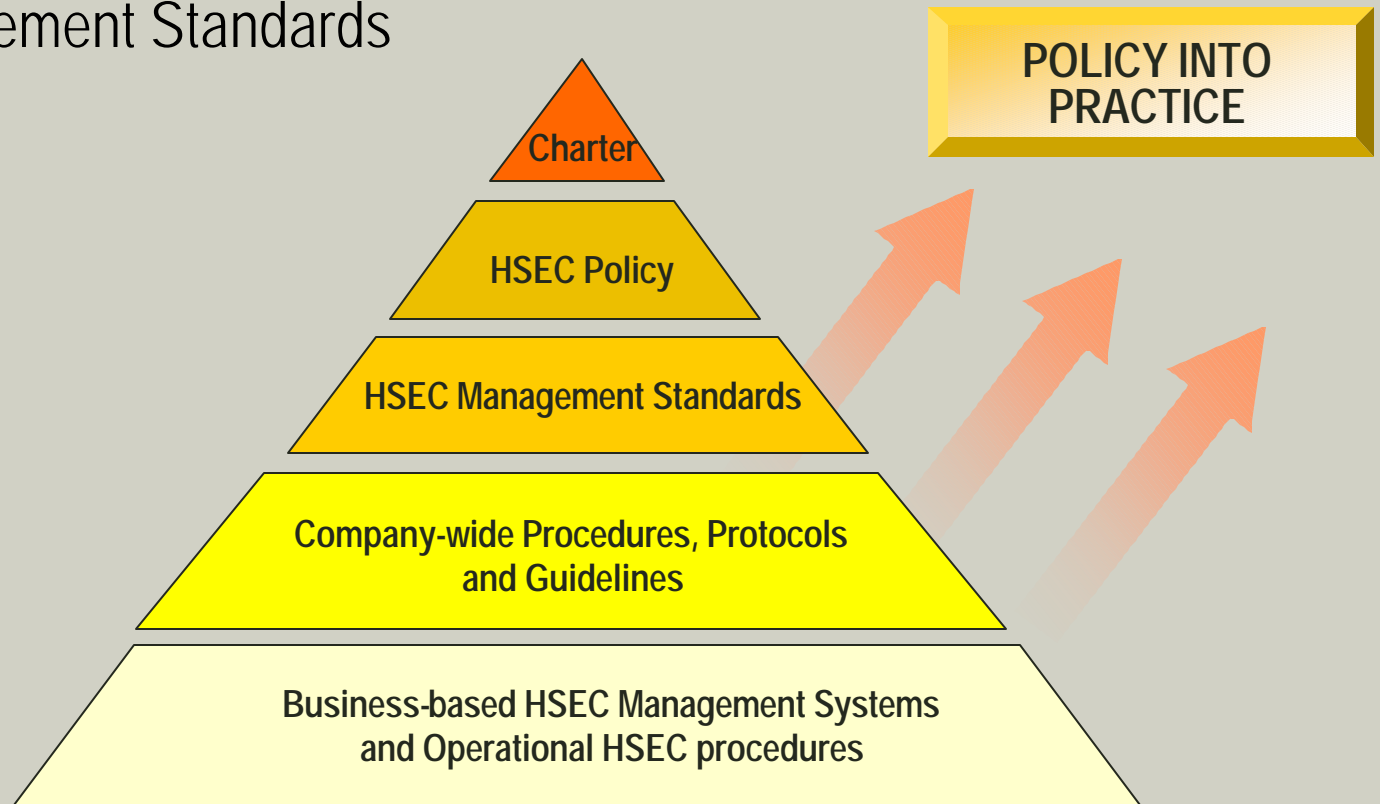 ement Standards
POLICY INTO
PRACTICE
Charter
HSEC Policy
HSEC Management Standards
Company-wide Procedures, Protocols
and Guidelines
Business-based HSEC Management Systems
and Operational HSEC procedures